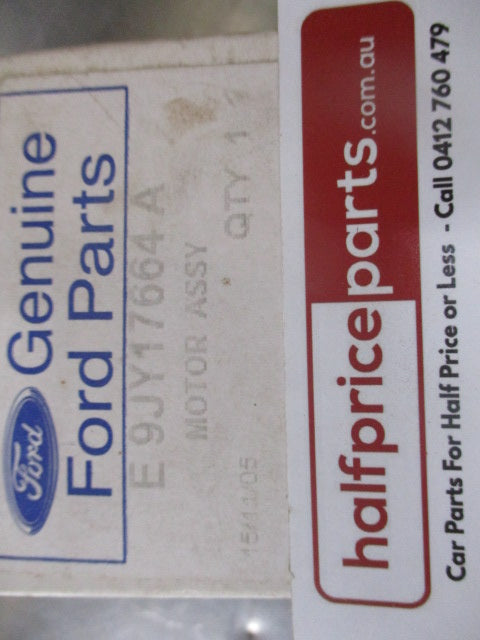 Ford
Genuine
Ford Parts
E 9JY17664 A
MOTOR ASSY
QTY 1
15/11/05
halfpriceparts.com.au
Car Parts For Half Price or Less - Call 0412 760 479